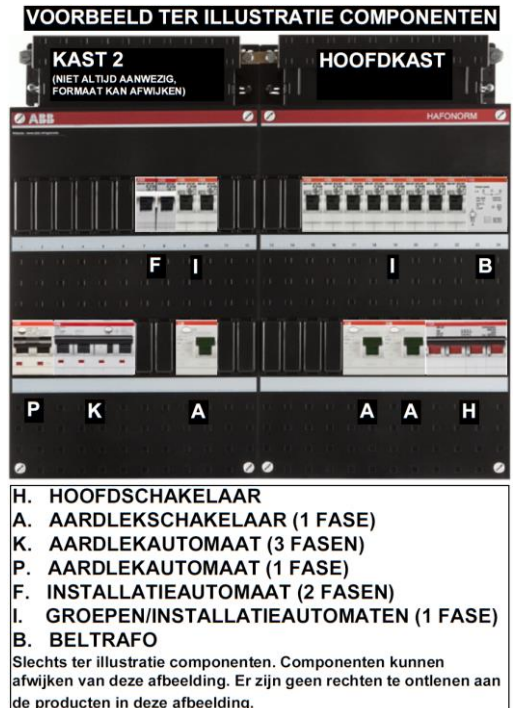 VOORBEELD TER ILLUSTRATIE COMPONENTEN
KAST 2
(NIET ALTIJD AANWEZIG,
FORMAAT KAN AFWIJKEN)
HOOFDKAST
ABB
HAFONORM
F
I
I
B
P
K
A
A
A
H
H. HOOFDSCHAKELAAR
A. AARDLEKSCHAKELAAR (1 FASE)
K. AARDLEKAUTOMAAT (3 FASEN)
P. AARDLEKAUTOMAAT (1 FASE)
F. INSTALLATIEAUTOMAAT (2 FASEN)
I. GROEPEN/INSTALLATIEAUTOMATEN (1 FASE)
B. BELTRAFO
Slechts ter illustratie componenten. Componenten kunnen
afwijken van deze afbeelding. Er zijn geen rechten te ontlenen aan
de producten in deze afbeelding.